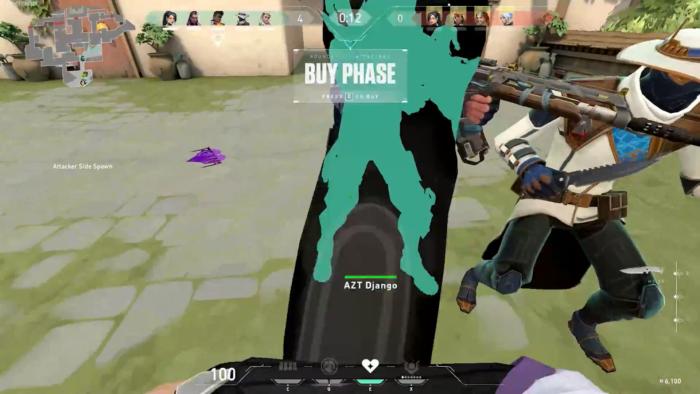 4
0:12
0
BUY PHASE
PRESS B TO BUY
Attacker Side Spawn
AZT Django
100
C
Q
E
X
6,100